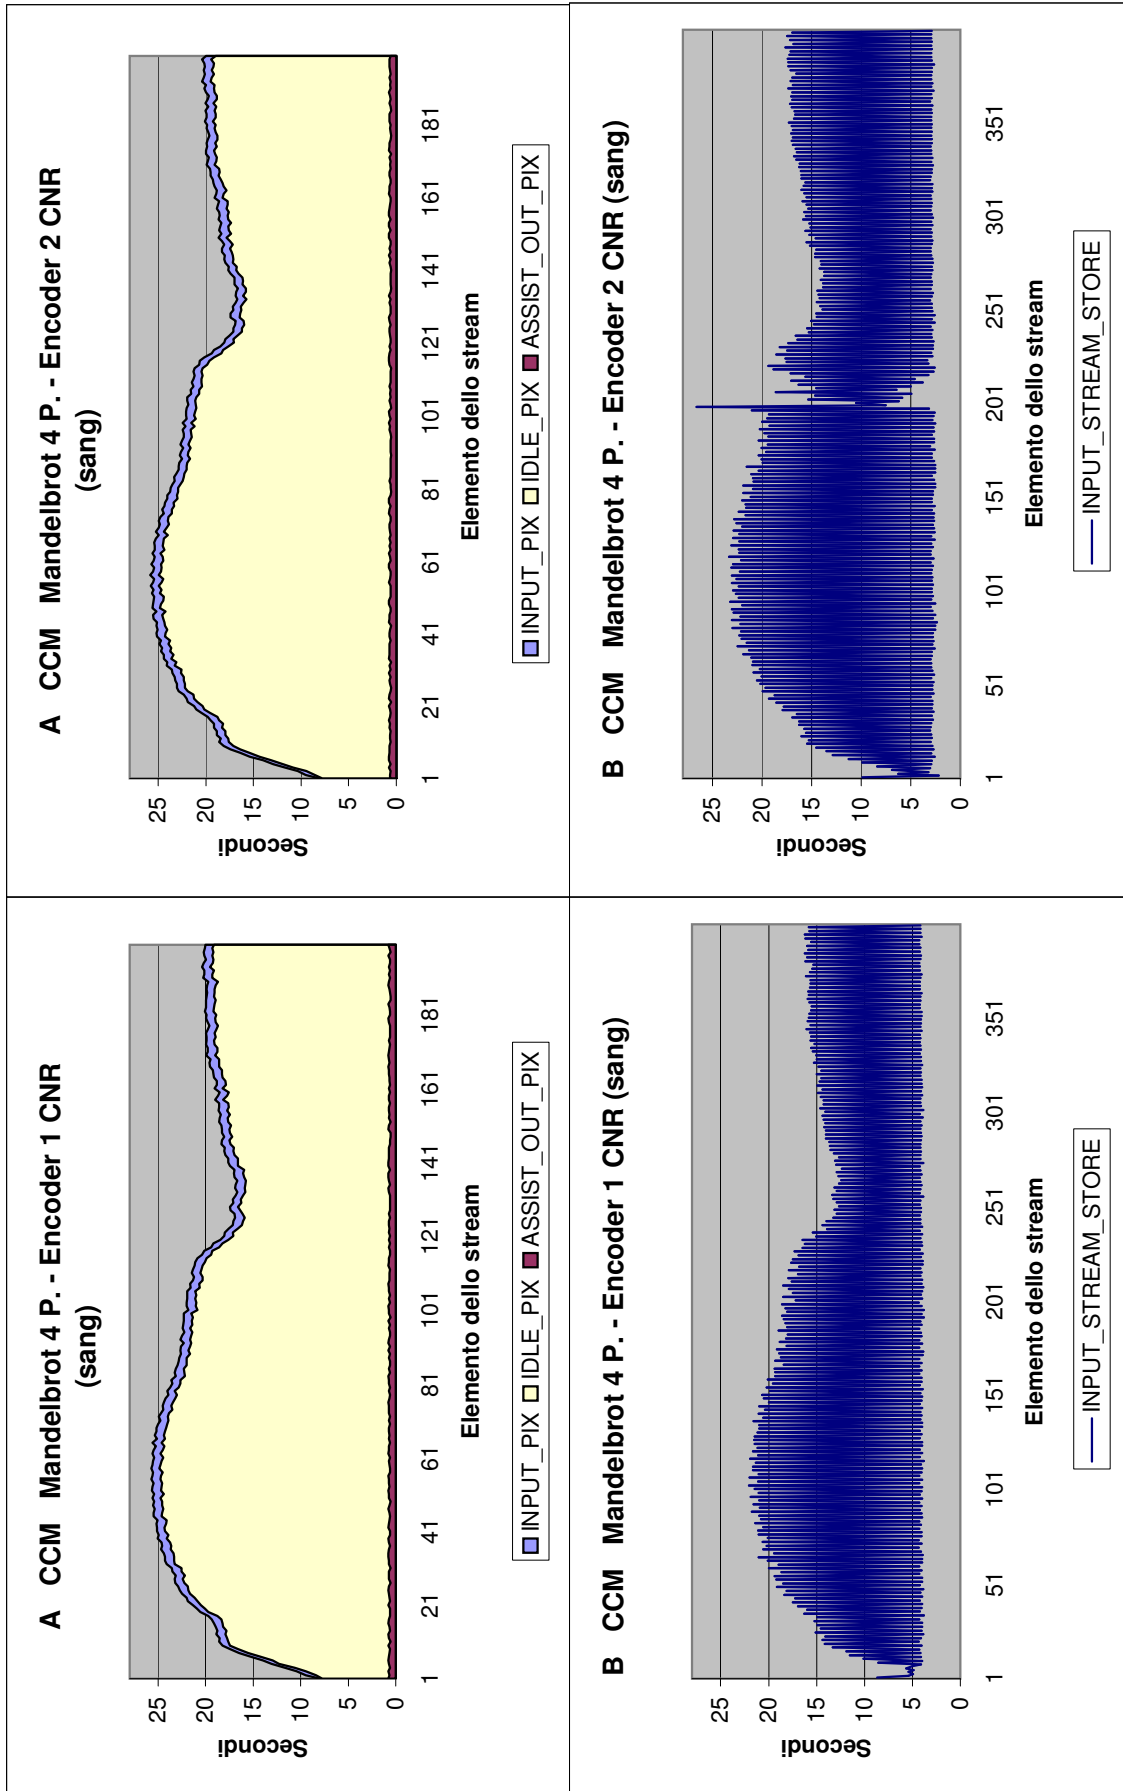 A   CCM   Mandelbrot 4 P. - Encoder 1 CNR
(sang)
25
20
15
10
5
0
Secondi
1 21 41 61 81 101 121 141 161 181
Elemento dello stream
INPUT_PIX IDLE_PIX ASSIST_OUT_PIX
A   CCM   Mandelbrot 4 P. - Encoder 2 CNR
(sang)
25
20
15
10
5
0
Secondi
1 21 41 61 81 101 121 141 161 181
Elemento dello stream
INPUT_PIX IDLE_PIX ASSIST_OUT_PIX
B   CCM   Mandelbrot 4 P. - Encoder 1 CNR (sang)
25
20
15
10
5
0
Secondi
1 51 101 151 201 251 301 351
Elemento dello stream
INPUT_STREAM_STORE
B   CCM   Mandelbrot 4 P. - Encoder 2 CNR (sang)
25
20
15
10
5
0
Secondi
1 51 101 151 201 251 301 351
Elemento dello stream
INPUT_STREAM_STORE